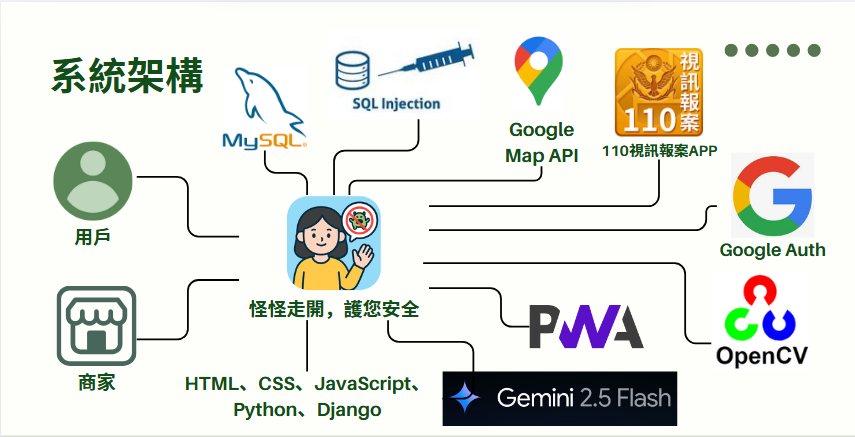 系統架構
MySQL
SQL Injection
Google
Map API
視訊報案
110
110視訊報案APP
用戶
Google Auth
怪怪走開，護您安全
PWA
OpenCV
商家
HTML、CSS、JavaScript、
Python、Django
Gemini 2.5 Flash